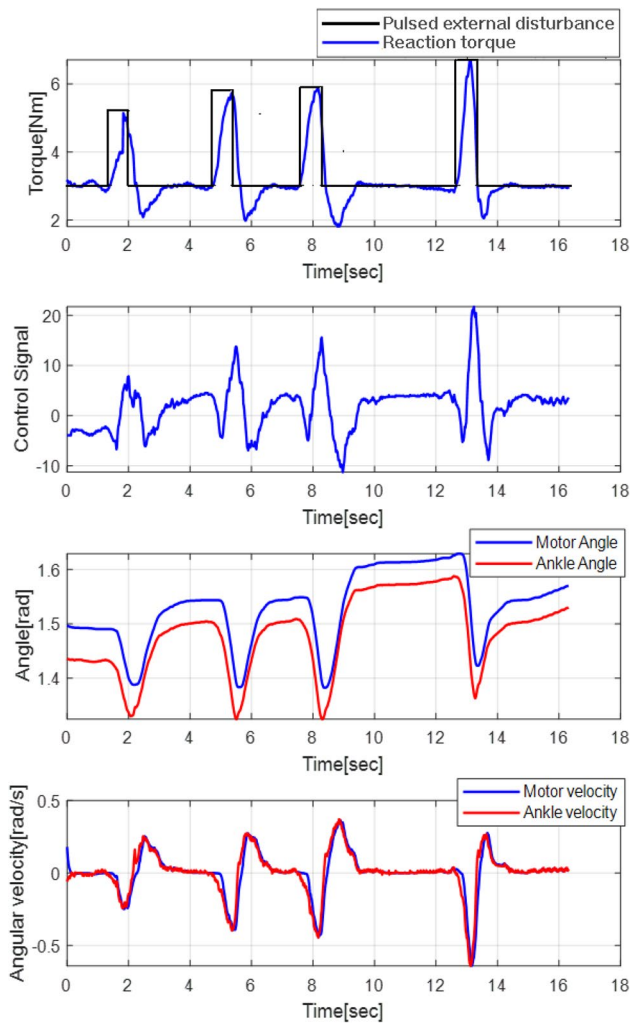 Pulsed external disturbance
Reaction torque
Torque[Nm]
6
4
2
0 2 4 6 8 10 12 14 16 18
Time[sec]
Control Signal
20
10
0
-10
0 2 4 6 8 10 12 14 16 18
Time[sec]
Motor Angle
Ankle Angle
Angle[rad]
1.6
1.5
1.4
0 2 4 6 8 10 12 14 16 18
Time[sec]
Motor velocity
Ankle velocity
Angular velocity[rad/s]
0.5
0
-0.5
0 2 4 6 8 10 12 14 16 18
Time[sec]